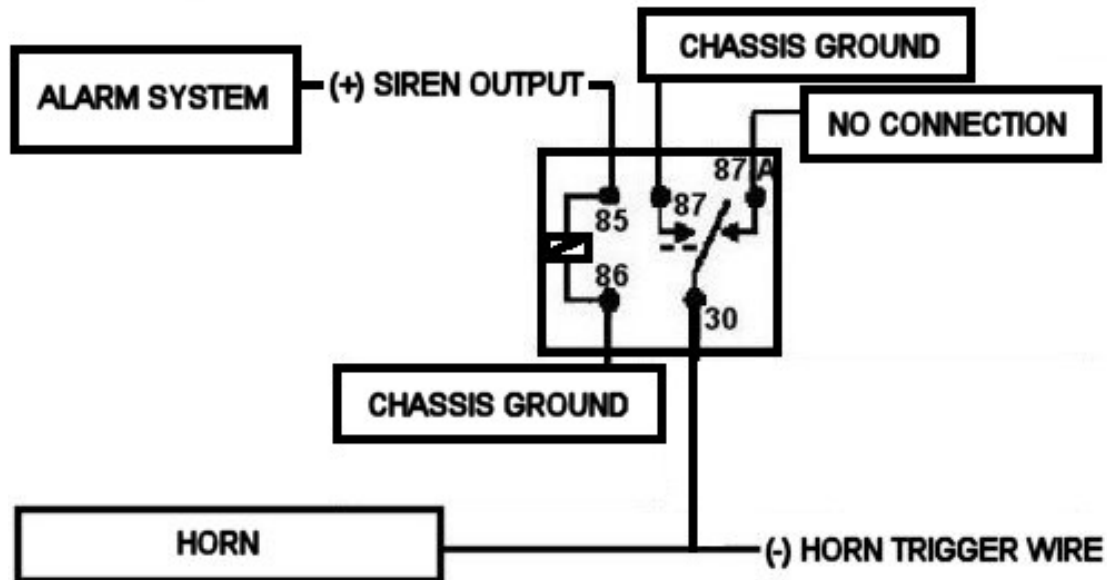 CHASSIS GROUND
ALARM SYSTEM
(+) SIREN OUTPUT
NO CONNECTION
87 A
85
87
86
30
CHASSIS GROUND
HORN
(-) HORN TRIGGER WIRE